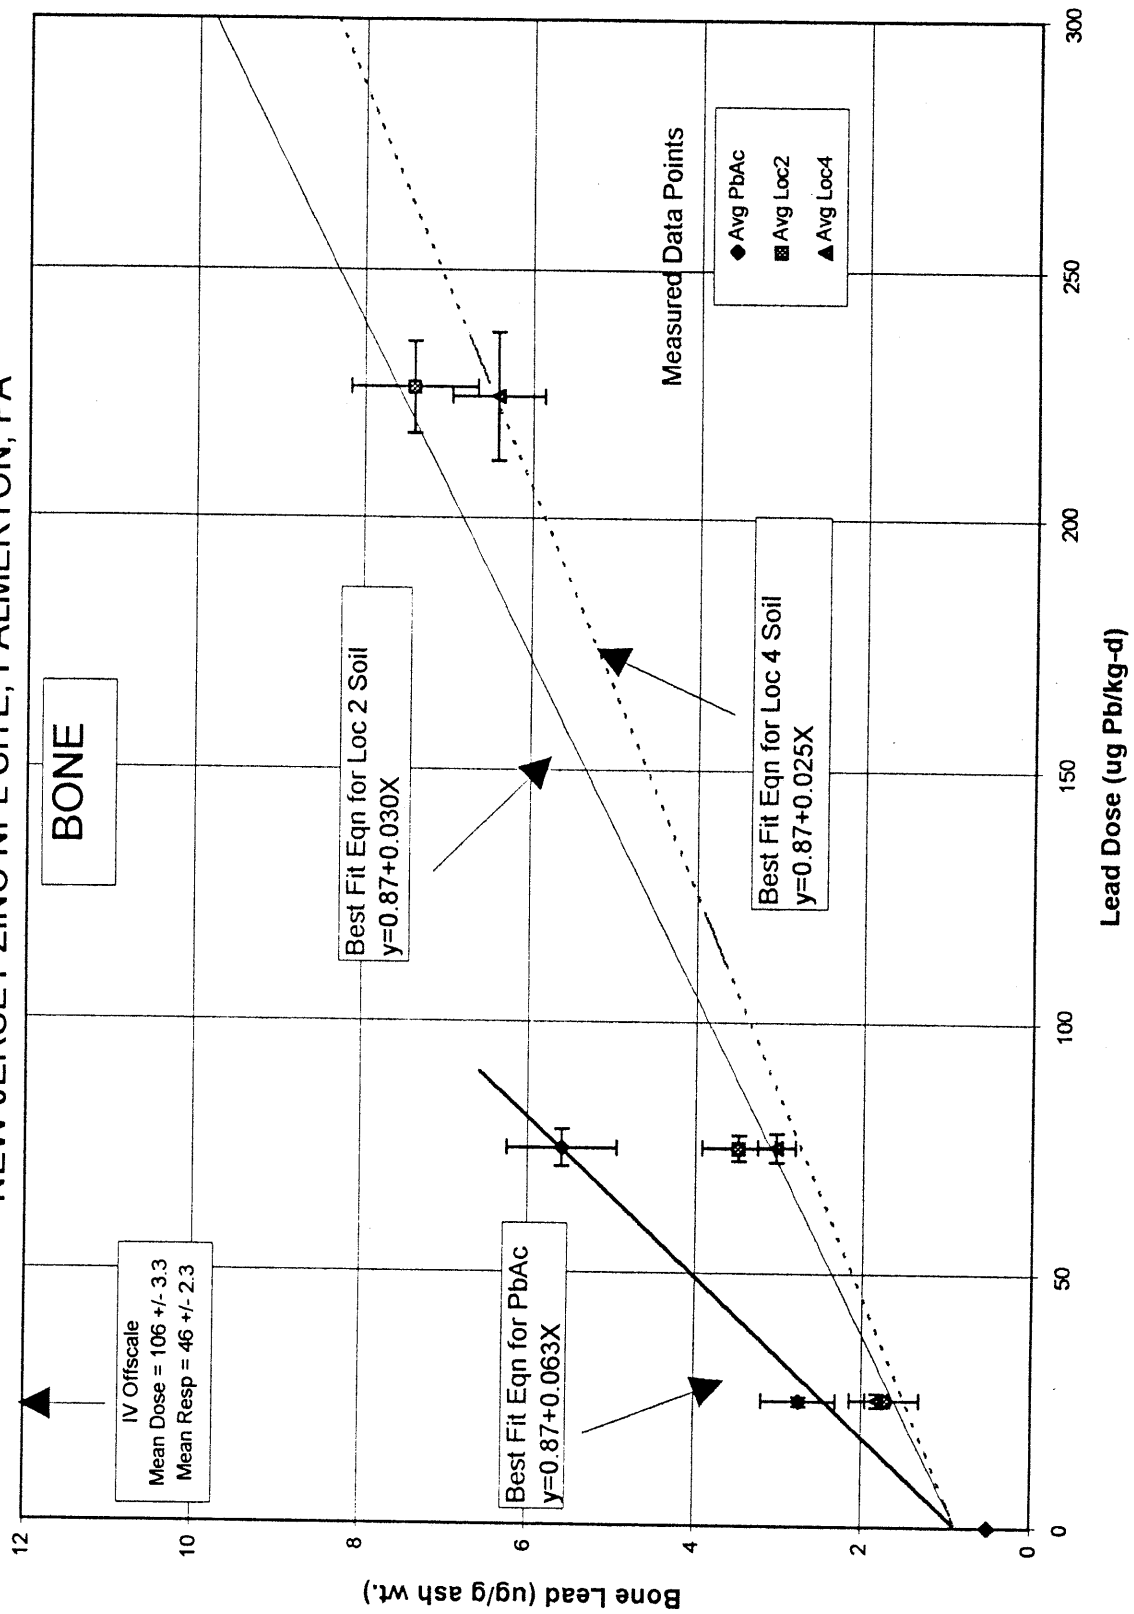 NEW JERSEY ZINC NPL SITE, PALMERTON, PA
BONE
IV Offscale
Mean Dose = 106 +/- 3.3
Mean Resp = 46 +/- 2.3
Best Fit Eqn for Loc 2 Soil
y=0.87+0.030X
Best Fit Eqn for PbAc
y=0.87+0.063X
Best Fit Eqn for Loc 4 Soil
y=0.87+0.025X
Measured Data Points
Avg PbAc
Avg Loc2
Avg Loc4
Bone Lead (ug/g ash wt.)
12
10
8
6
4
2
0
0
50
100
150
200
250
300
Lead Dose (ug Pb/kg-d)